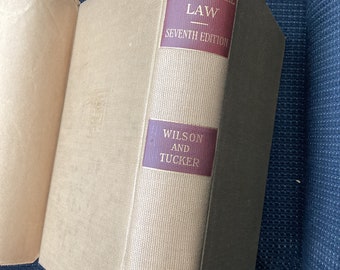 LAW
SEVENTH EDITION
WILSON
AND
TUCKER